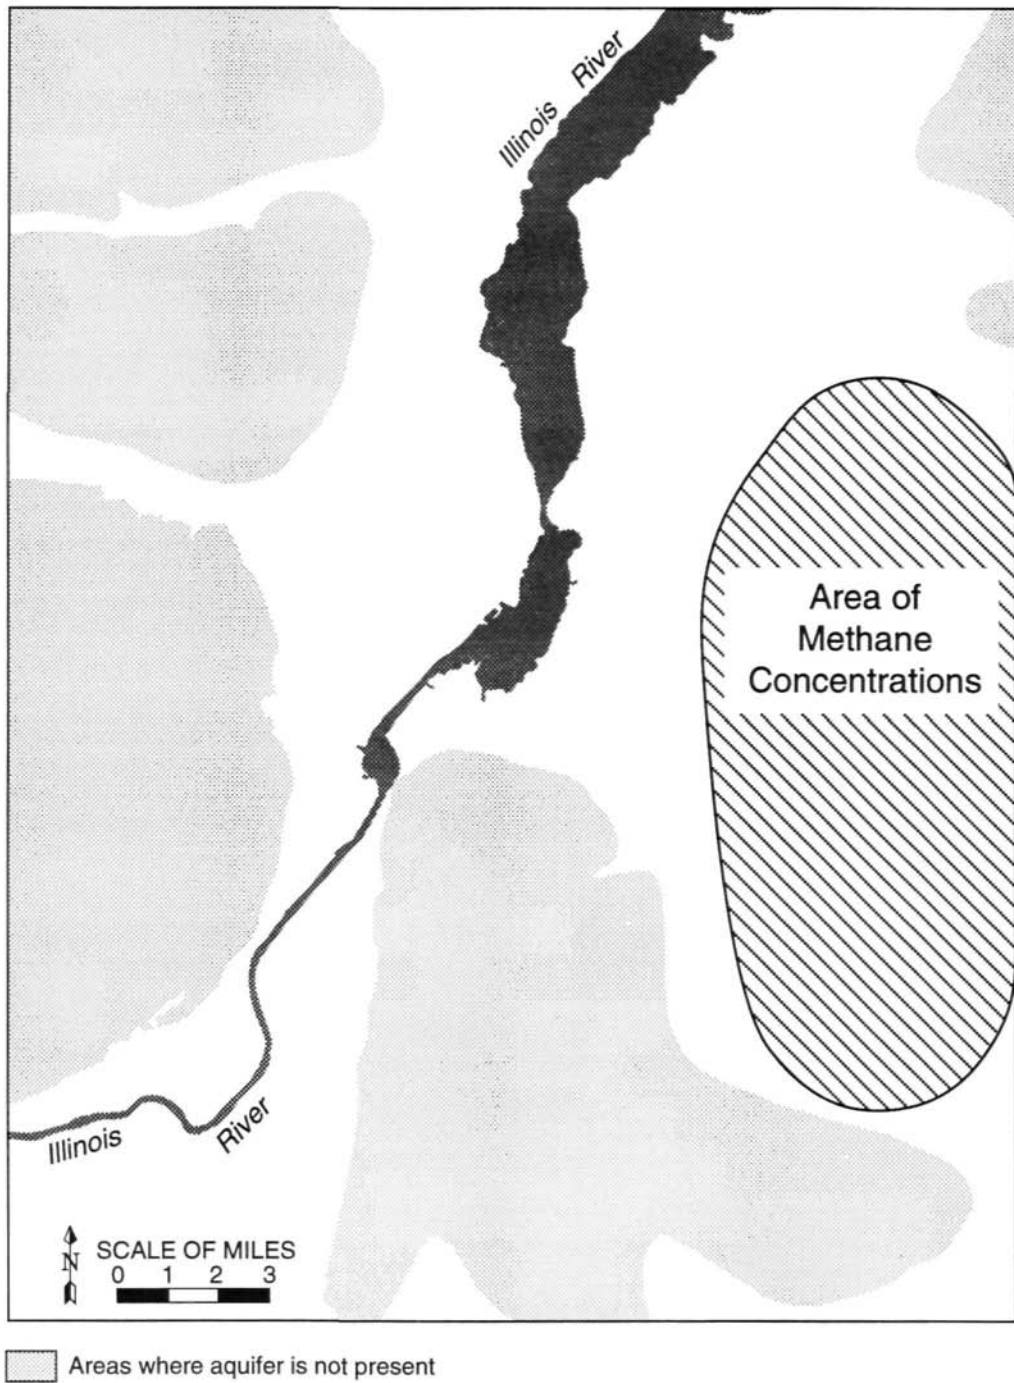 Illinois River
Area of
Methane
Concentrations
Illinois River
N
SCALE OF MILES
0 1 2 3
Areas where aquifer is not present